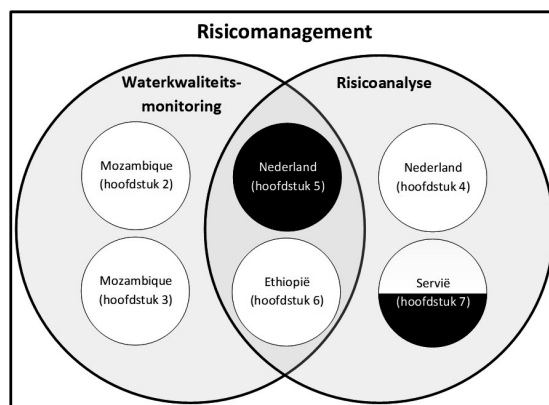 Risicomanagement
Waterkwaliteits-
monitoring
Risicoanalyse
Mozambique
(hoofdstuk 2)
Nederland
(hoofdstuk 5)
Nederland
(hoofdstuk 4)
Mozambique
(hoofdstuk 3)
Ethiopië
(hoofdstuk 6)
Servië
(hoofdstuk 7)